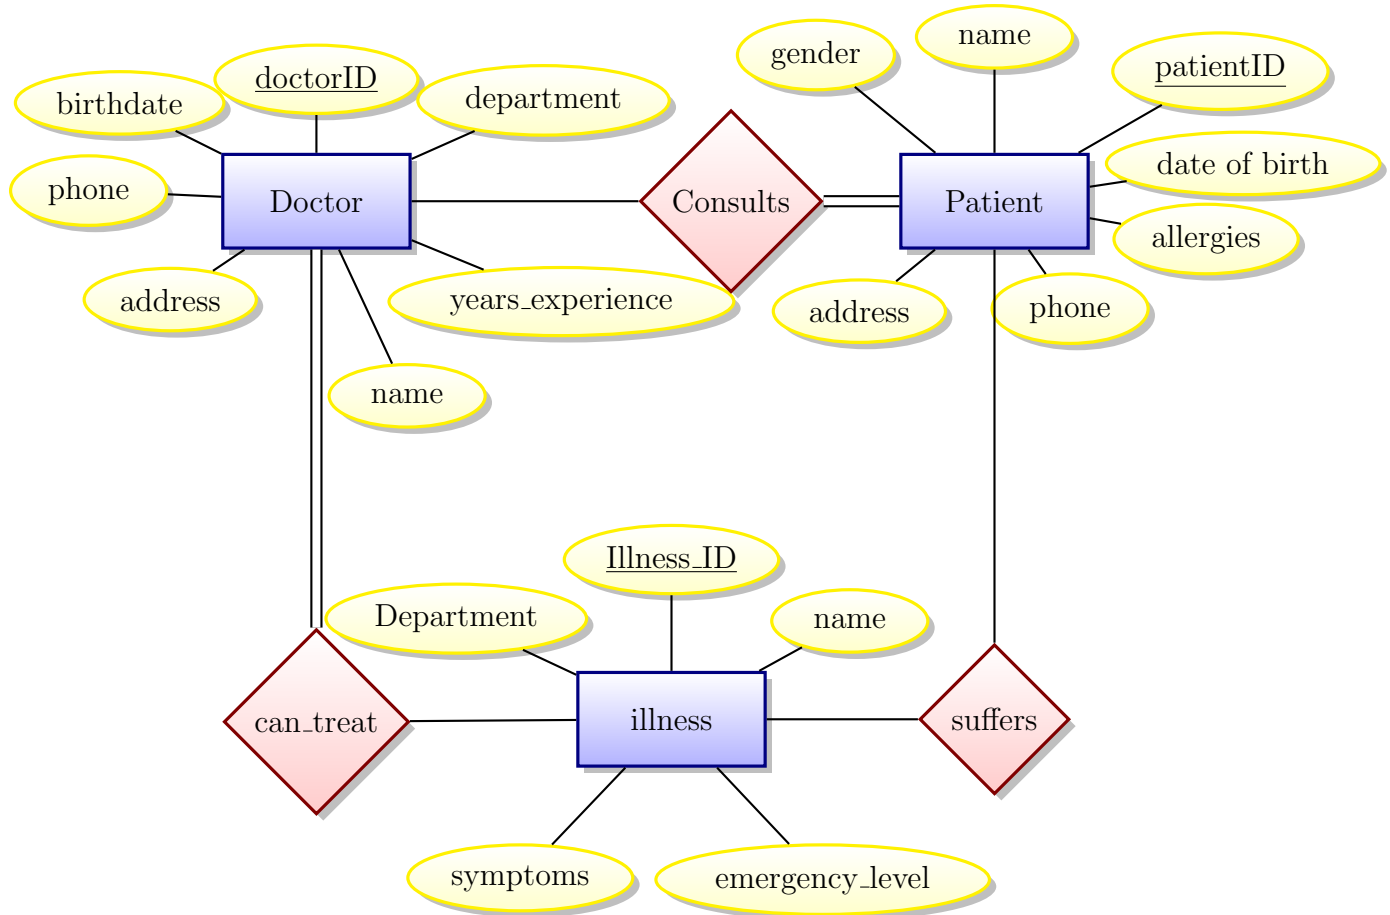 name
gender
patientID
doctorID
department
birthdate
date of birth
phone
Doctor
Consults
Patient
allergies
address
years_experience
address
phone
name
Illness_ID
Department
name
can_treat
illness
suffers
symptoms
emergency_level